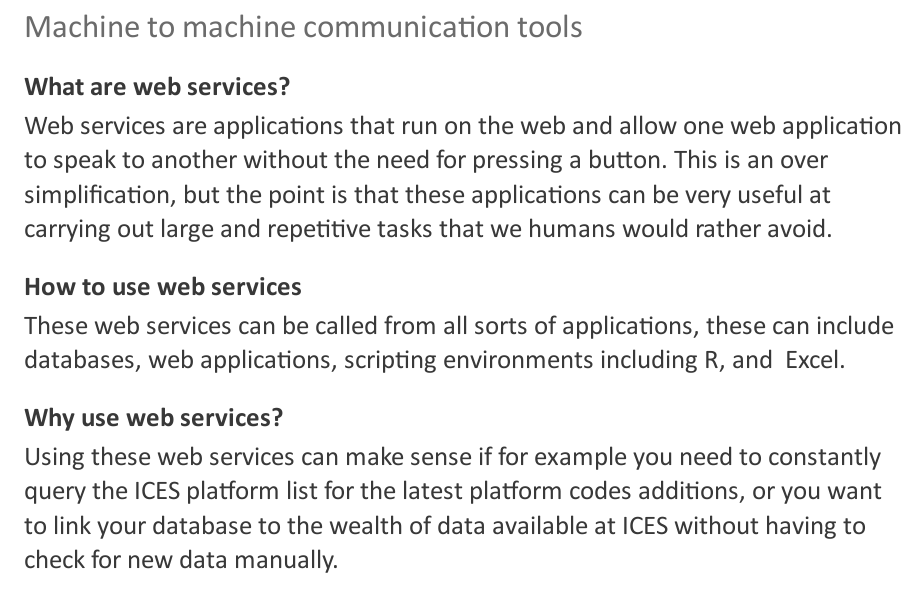 Machine to machine communication tools
What are web services?
Web services are applications that run on the web and allow one web application
to speak to another without the need for pressing a button. This is an over
simplification, but the point is that these applications can be very useful at
carrying out large and repetitive tasks that we humans would rather avoid.
How to use web services
These web services can be called from all sorts of applications, these can include
databases, web applications, scripting environments including R, and  Excel.
Why use web services?
Using these web services can make sense if for example you need to constantly
query the ICES platform list for the latest platform codes additions, or you want
to link your database to the wealth of data available at ICES without having to
check for new data manually.